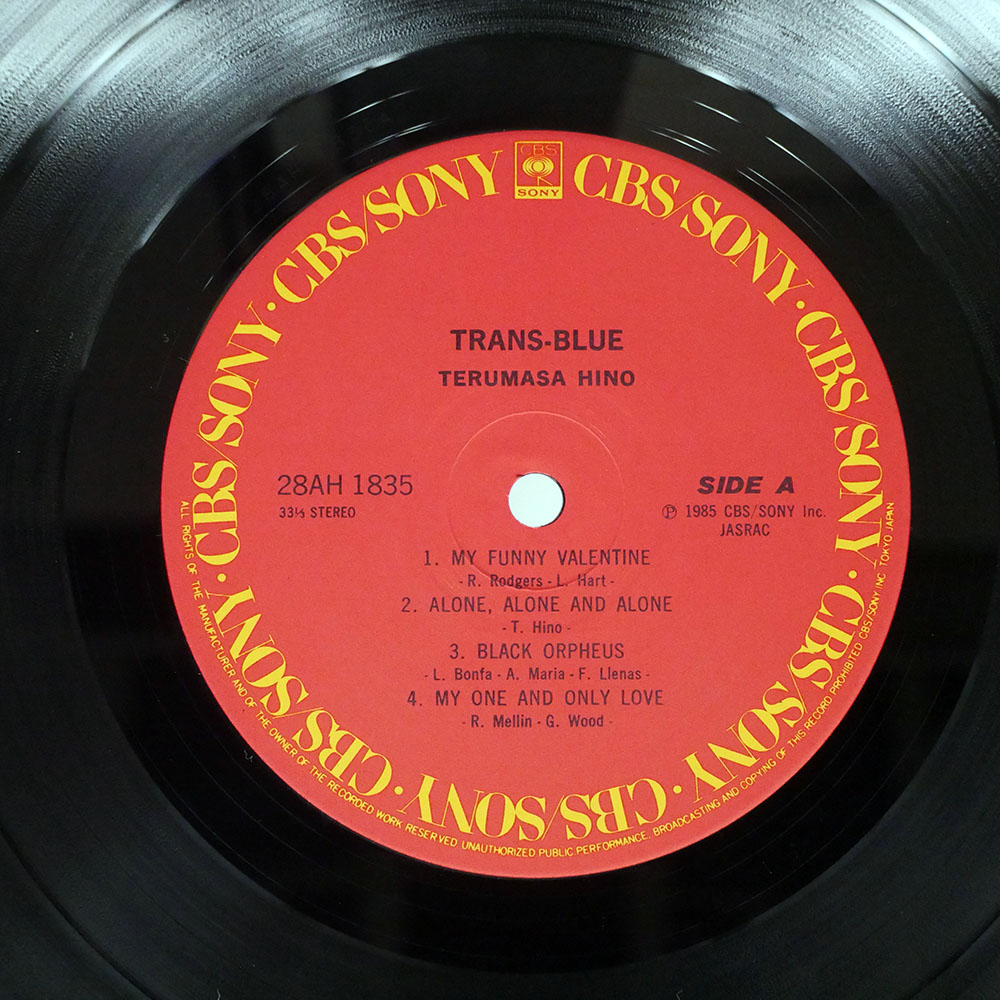 CBS
SONY
CBS/SONY · CBS/SONY · CBS/SONY · CBS/SONY · CBS/SONY · CBS/SONY · CBS/SONY · CBS/SONY
TRANS-BLUE
TERUMASA HINO
28AH 1835
33⅓ STEREO
SIDE A
Ⓟ 1985 CBS/SONY Inc.
JASRAC
1. MY FUNNY VALENTINE
- R. Rodgers - L. Hart -
2. ALONE, ALONE AND ALONE
- T. Hino -
3. BLACK ORPHEUS
- L. Bonfa - A. Maria - F. Llenas -
4. MY ONE AND ONLY LOVE
- R. Mellin - G. Wood -
ALL RIGHTS OF THE MANUFACTURER AND OF THE OWNER OF THE RECORDED WORK RESERVED UNAUTHORIZED PUBLIC PERFORMANCE. BROADCASTING AND COPYING OF THIS RECORD PROHIBITED CBS/SONY INC TOKYO JAPAN